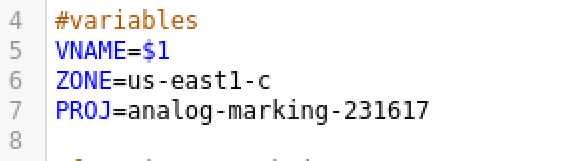 4 #variables
5 VNAME=$1
6 ZONE=us-east1-c
7 PROJ=analog-marking-231617
8